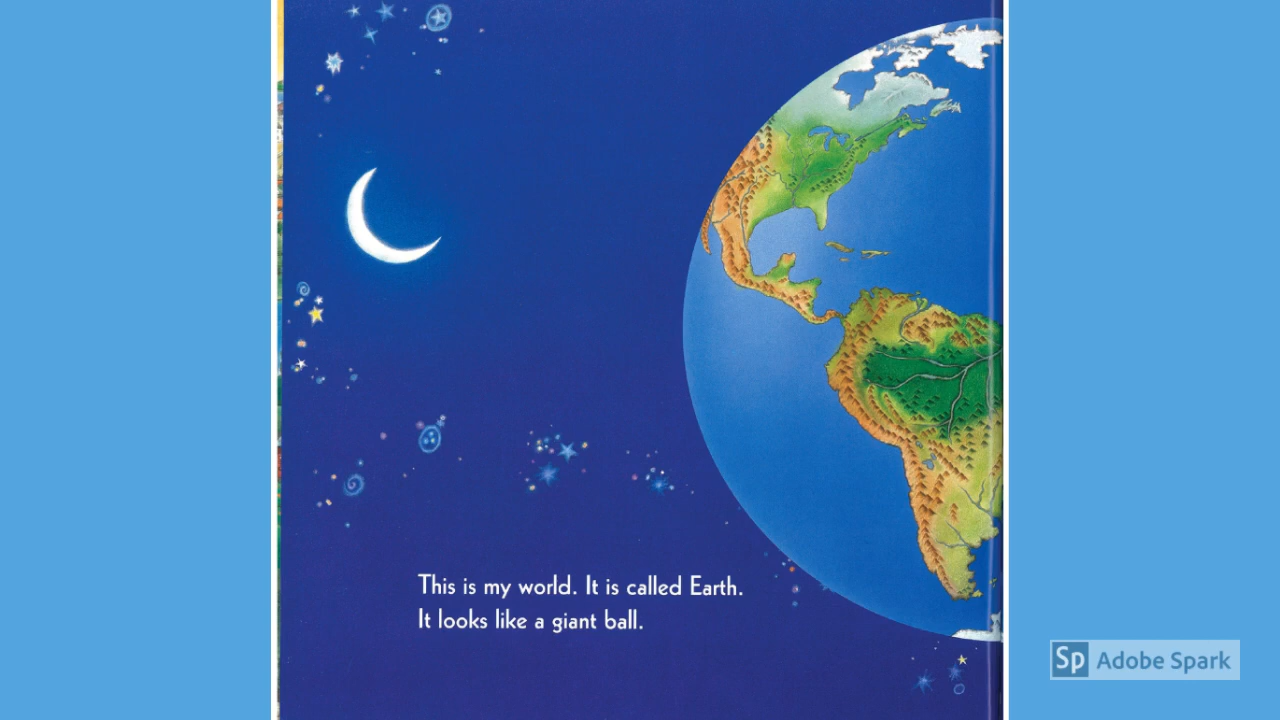 This is my world. It is called Earth.
It looks like a giant ball.
Sp Adobe Spark